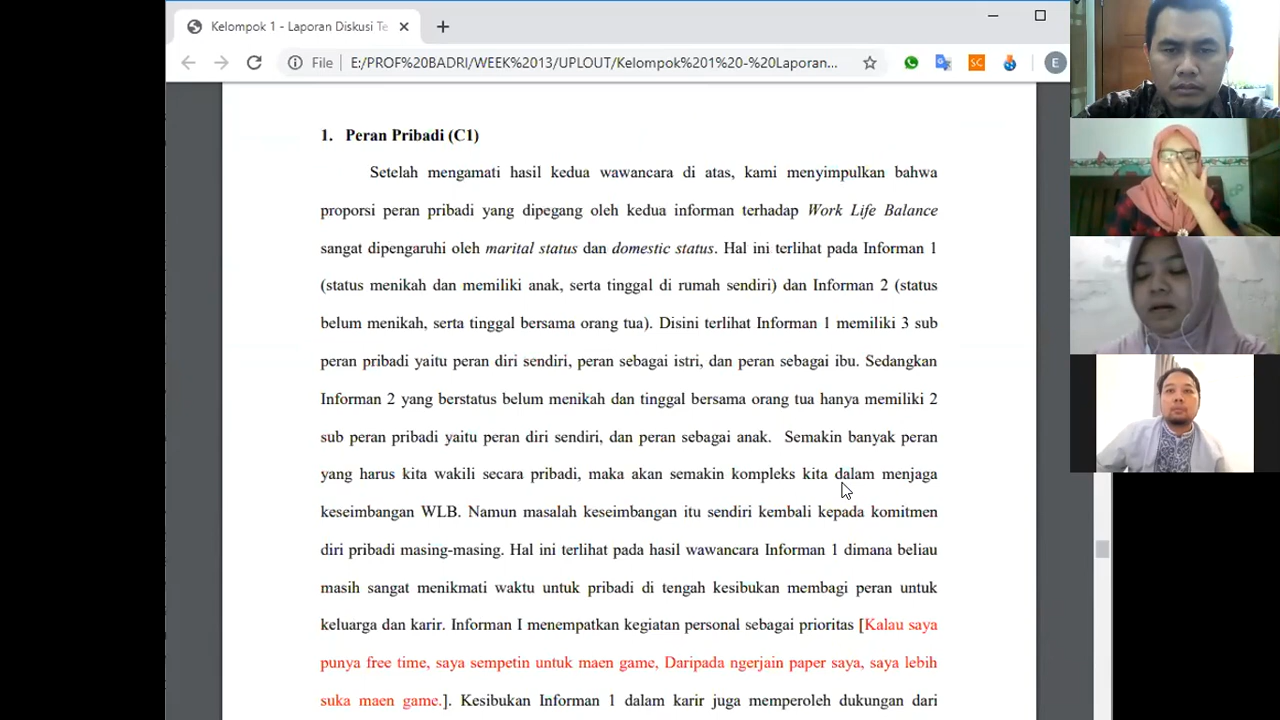 Kelompok 1 - Laporan Diskusi Te
File E:/PROF%20BADRI/WEEK%2013/UPLOUT/Kelompok%201%20-%20Laporan...
SC
E
1. Peran Pribadi (C1)
Setelah mengamati hasil kedua wawancara di atas, kami menyimpulkan bahwa
proporsi peran pribadi yang dipegang oleh kedua informan terhadap Work Life Balance
sangat dipengaruhi oleh marital status dan domestic status. Hal ini terlihat pada Informan 1
(status menikah dan memiliki anak, serta tinggal di rumah sendiri) dan Informan 2 (status
belum menikah, serta tinggal bersama orang tua). Disini terlihat Informan 1 memiliki 3 sub
peran pribadi yaitu peran diri sendiri, peran sebagai istri, dan peran sebagai ibu. Sedangkan
Informan 2 yang berstatus belum menikah dan tinggal bersama orang tua hanya memiliki 2
sub peran pribadi yaitu peran diri sendiri, dan peran sebagai anak.  Semakin banyak peran
yang harus kita wakili secara pribadi, maka akan semakin kompleks kita dalam menjaga
keseimbangan WLB. Namun masalah keseimbangan itu sendiri kembali kepada komitmen
diri pribadi masing-masing. Hal ini terlihat pada hasil wawancara Informan 1 dimana beliau
masih sangat menikmati waktu untuk pribadi di tengah kesibukan membagi peran untuk
keluarga dan karir. Informan I menempatkan kegiatan personal sebagai prioritas [Kalau saya
punya free time, saya sempetin untuk maen game, Daripada ngerjain paper saya, saya lebih
suka maen game.]. Kesibukan Informan 1 dalam karir juga memperoleh dukungan dari